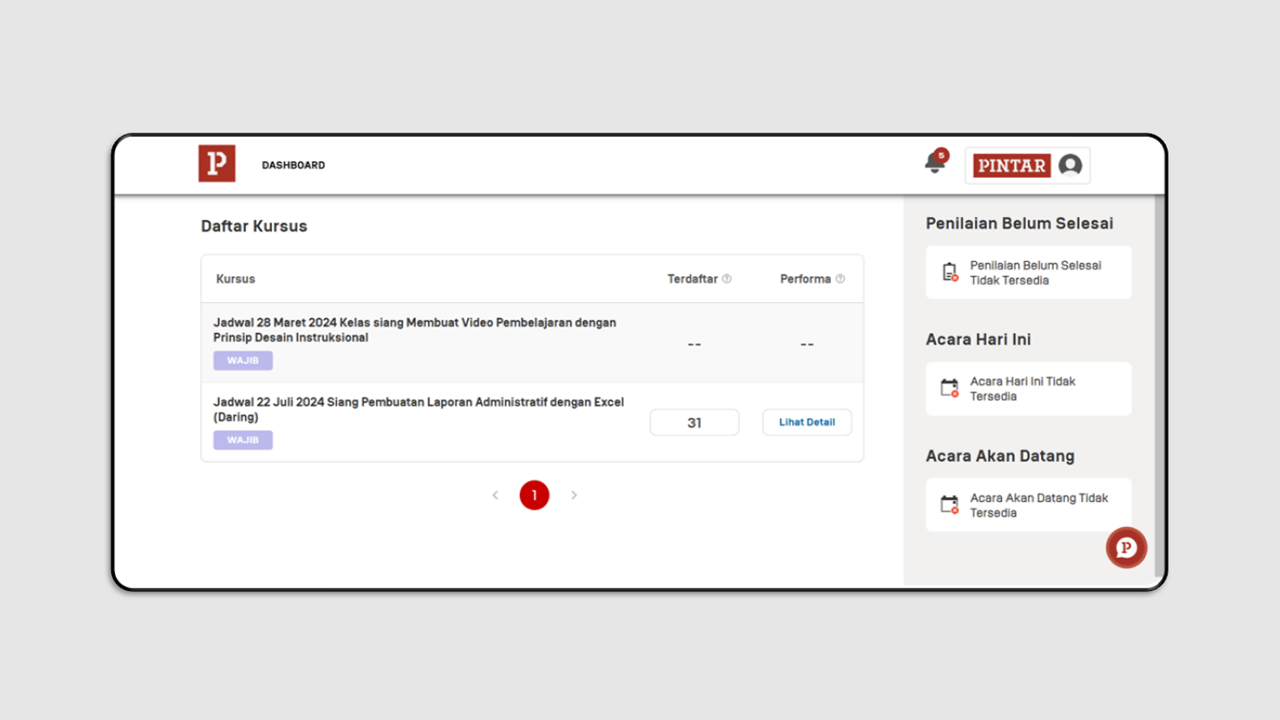 P
DASHBOARD
5
PINTAR
Daftar Kursus
Kursus
Terdaftar
Performa
Jadwal 28 Maret 2024 Kelas siang Membuat Video Pembelajaran dengan
Prinsip Desain Instruksional
WAJIB
--
--
Jadwal 22 Juli 2024 Siang Pembuatan Laporan Administratif dengan Excel
(Daring)
WAJIB
31
Lihat Detail
<
1
>
Penilaian Belum Selesai
Penilaian Belum Selesai
Tidak Tersedia
Acara Hari Ini
Acara Hari Ini Tidak
Tersedia
Acara Akan Datang
Acara Akan Datang Tidak
Tersedia
P